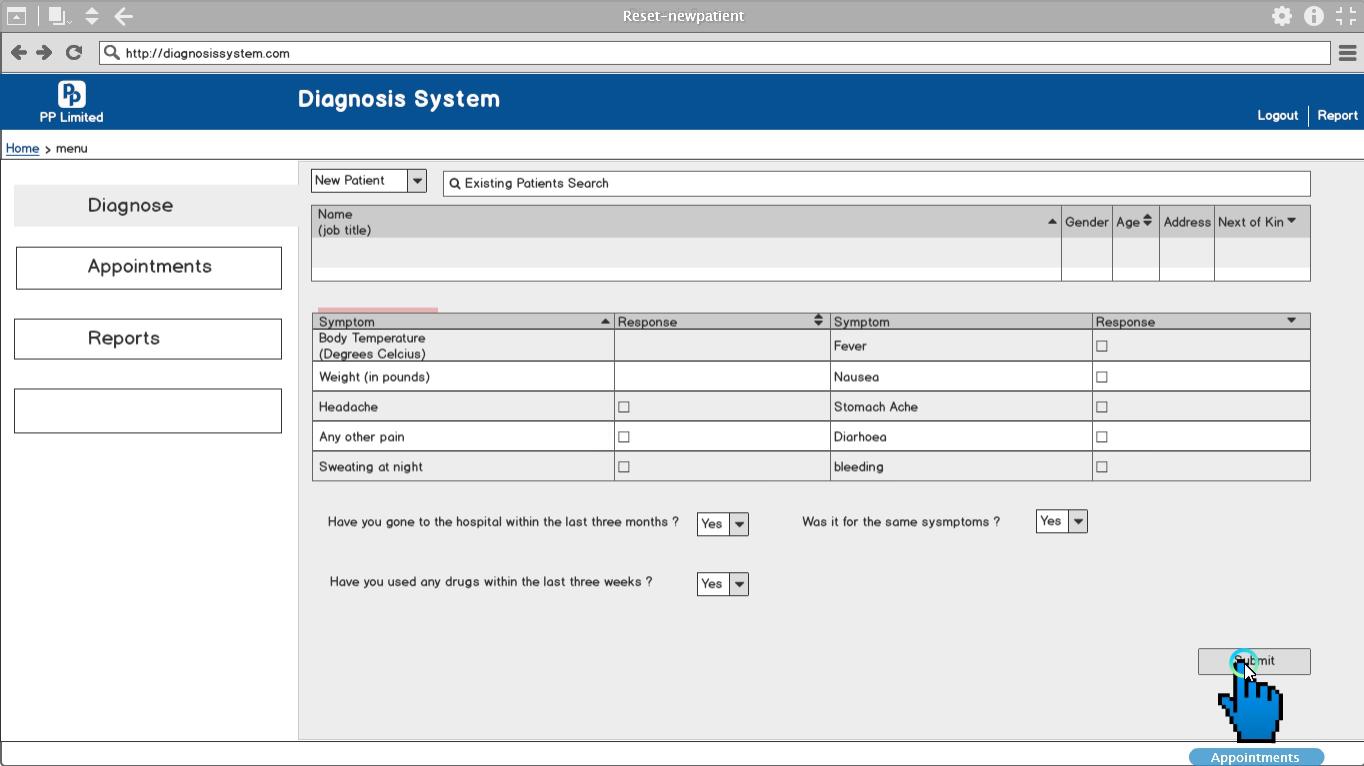 Reset-newpatient
http://diagnosissystem.com
Pp
PP Limited
Diagnosis System
Logout | Report
Home > menu
Diagnose
Appointments
Reports
New Patient
Existing Patients Search
Name
(job title)
Gender Age Address Next of Kin
Symptom Response Symptom Response
Body Temperature
(Degrees Celcius)
Fever
Weight (in pounds) Nausea
Headache Stomach Ache
Any other pain Diarhoea
Sweating at night bleeding
Have you gone to the hospital within the last three months ? Yes Was it for the same sysmptoms ? Yes
Have you used any drugs within the last three weeks ? Yes
Submit
Appointments